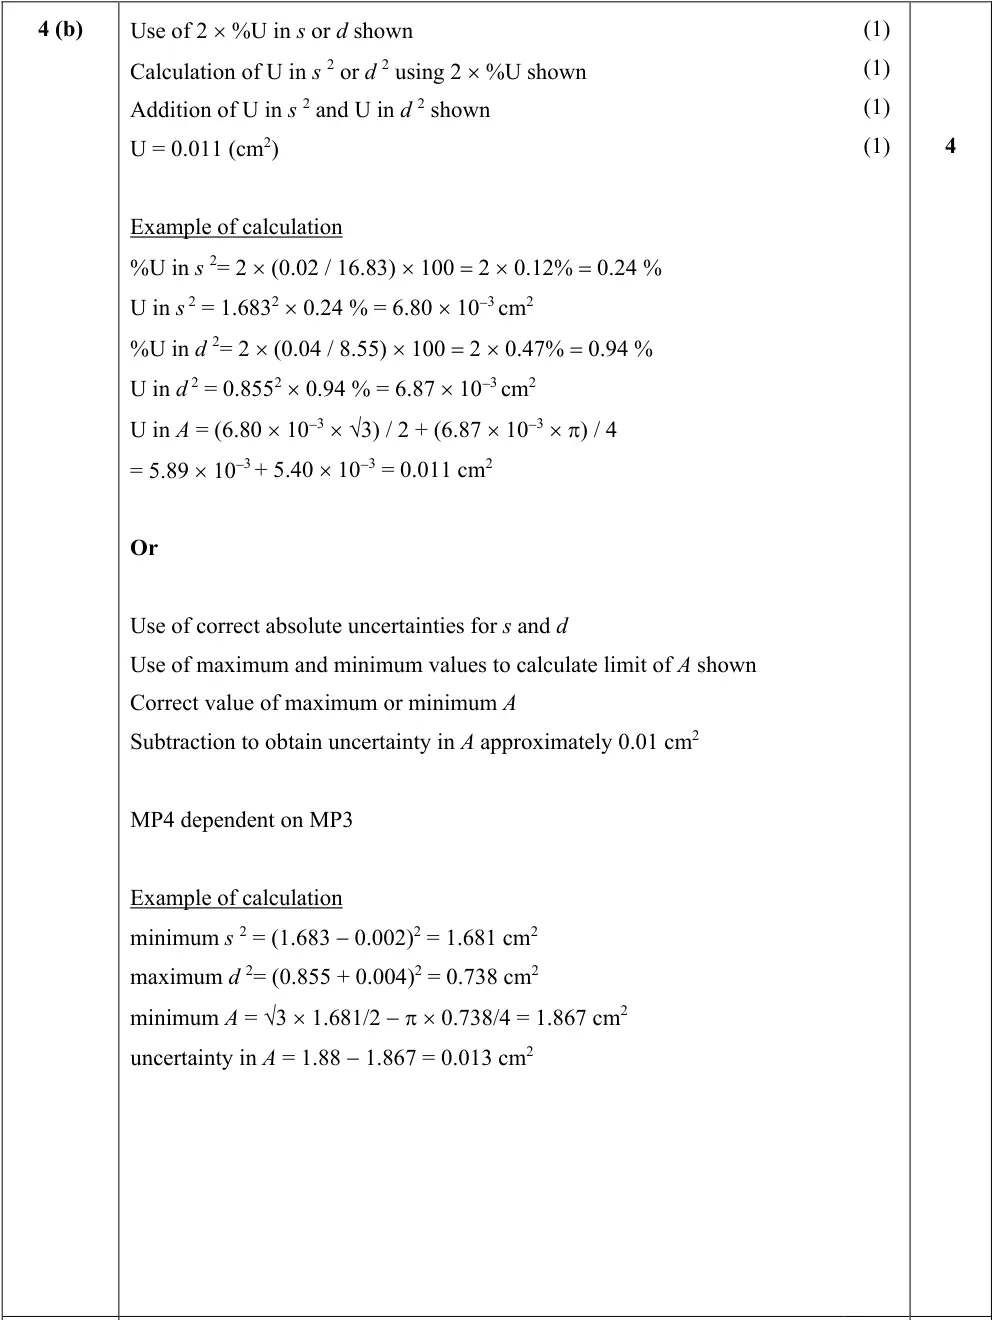 4 (b)
Use of 2 × %U in s or d shown (1)
Calculation of U in s ² or d ² using 2 × %U shown (1)
Addition of U in s ² and U in d ² shown (1)
U = 0.011 (cm²) (1) 4
Example of calculation
%U in s ²= 2 × (0.02 / 16.83) × 100 = 2 × 0.12% = 0.24 %
U in s ² = 1.683² × 0.24 % = 6.80 × 10⁻³ cm²
%U in d ²= 2 × (0.04 / 8.55) × 100 = 2 × 0.47% = 0.94 %
U in d ² = 0.855² × 0.94 % = 6.87 × 10⁻³ cm²
U in A = (6.80 × 10⁻³ × √3) / 2 + (6.87 × 10⁻³ × π) / 4
= 5.89 × 10⁻³ + 5.40 × 10⁻³ = 0.011 cm²
Or
Use of correct absolute uncertainties for s and d
Use of maximum and minimum values to calculate limit of A shown
Correct value of maximum or minimum A
Subtraction to obtain uncertainty in A approximately 0.01 cm²
MP4 dependent on MP3
Example of calculation
minimum s ² = (1.683 – 0.002)² = 1.681 cm²
maximum d ²= (0.855 + 0.004)² = 0.738 cm²
minimum A = √3 × 1.681/2 – π × 0.738/4 = 1.867 cm²
uncertainty in A = 1.88 – 1.867 = 0.013 cm²